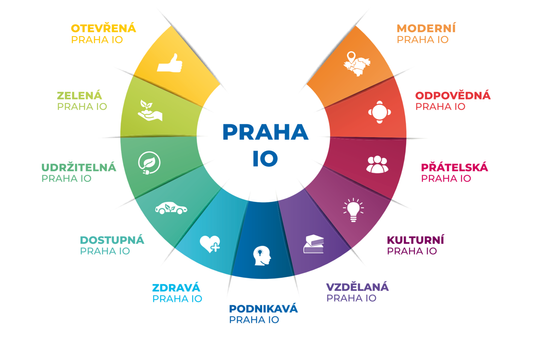 OTEVŘENÁ
PRAHA IO
MODERNÍ
PRAHA IO
ZELENÁ
PRAHA IO
ODPOVĚDNÁ
PRAHA IO
PRAHA
IO
UDRŽITELNÁ
PRAHA IO
PŘÁTELSKÁ
PRAHA IO
DOSTUPNÁ
PRAHA IO
KULTURNÍ
PRAHA IO
ZDRAVÁ
PRAHA IO
VZDĚLANÁ
PRAHA IO
PODNIKAVÁ
PRAHA IO